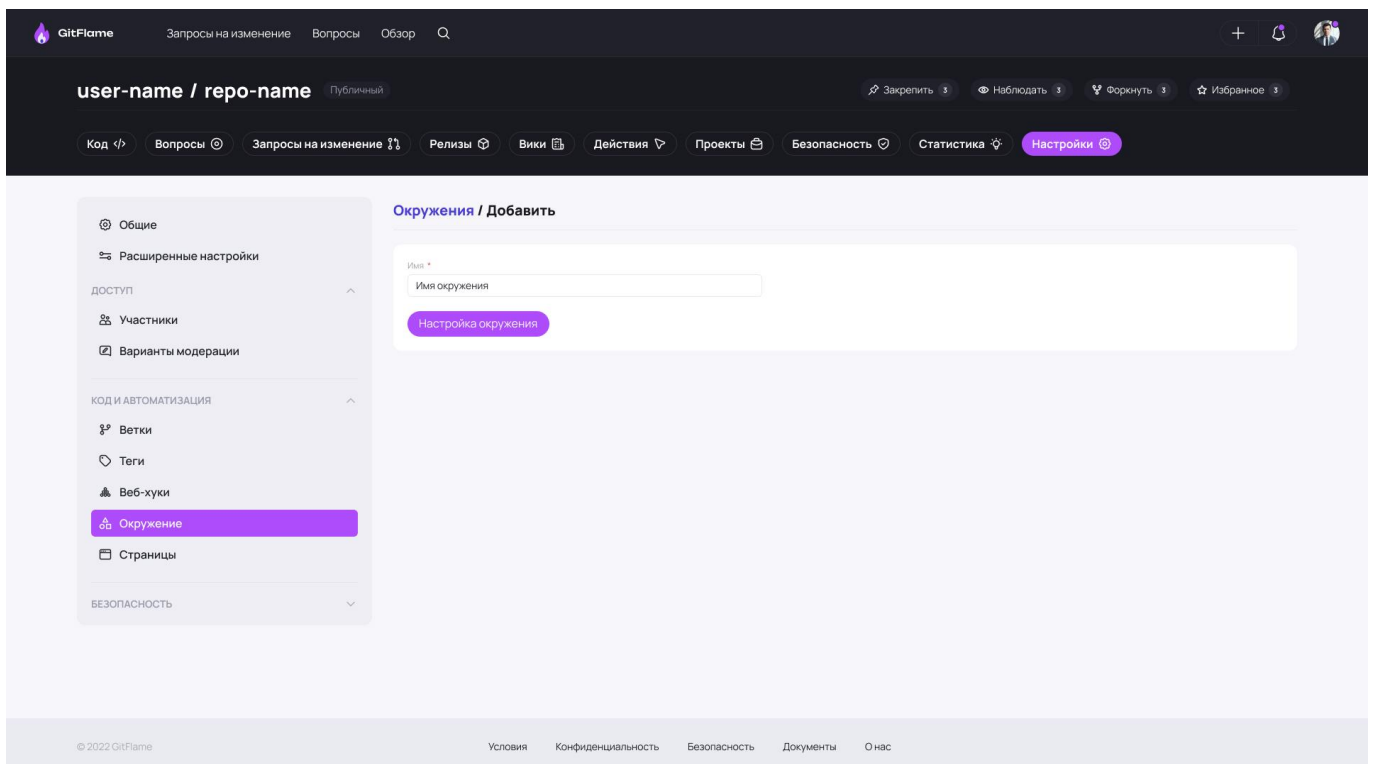 GitFlame Запросы на изменение Вопросы Обзор
user-name / repo-name Публичный Закрепить 3 Наблюдать 3 Форкнуть 3 Избранное 3
Код Вопросы Запросы на изменение Релизы Вики Действия Проекты Безопасность Статистика Настройки
Общие
Расширенные настройки
ДОСТУП
Участники
Варианты модерации
КОД И АВТОМАТИЗАЦИЯ
Ветки
Теги
Веб-хуки
Окружение
Страницы
БЕЗОПАСНОСТЬ
Окружения / Добавить
Имя *
Имя окружения
Настройка окружения
© 2022 GitFlame Условия Конфиденциальность Безопасность Документы О нас